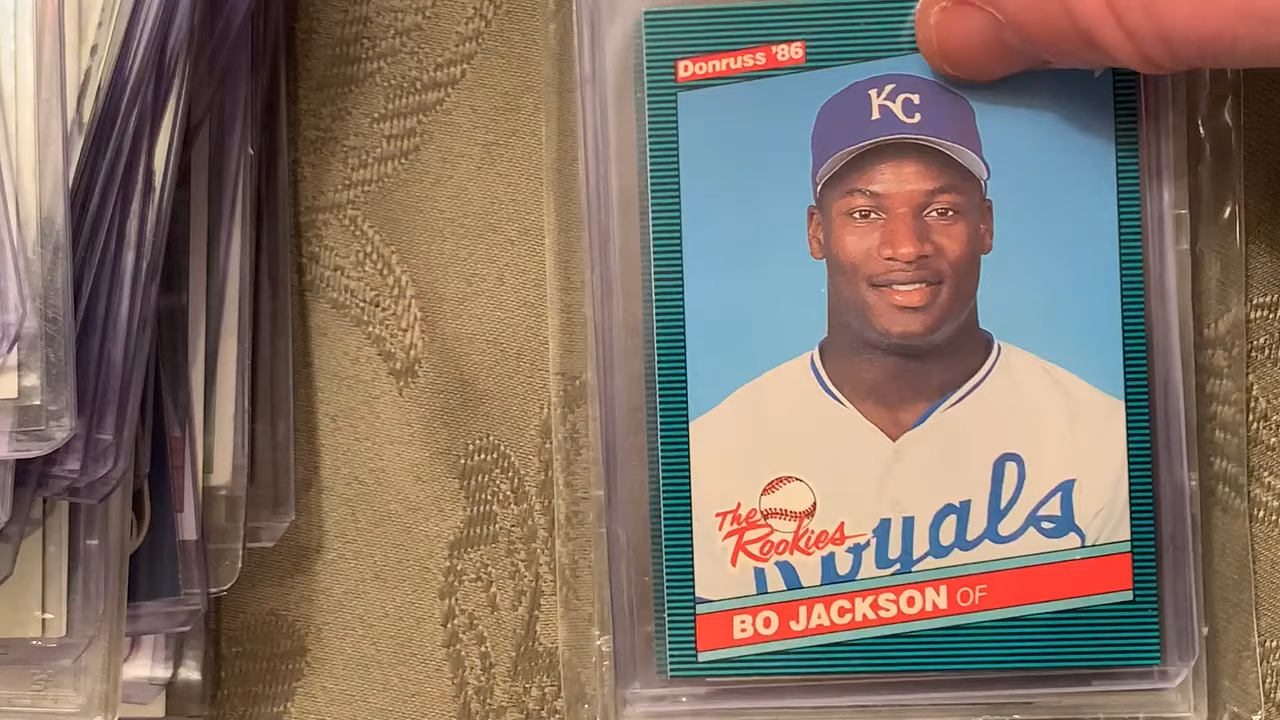 Donruss '86
KC
Royals
The
Rookies
BO JACKSON OF